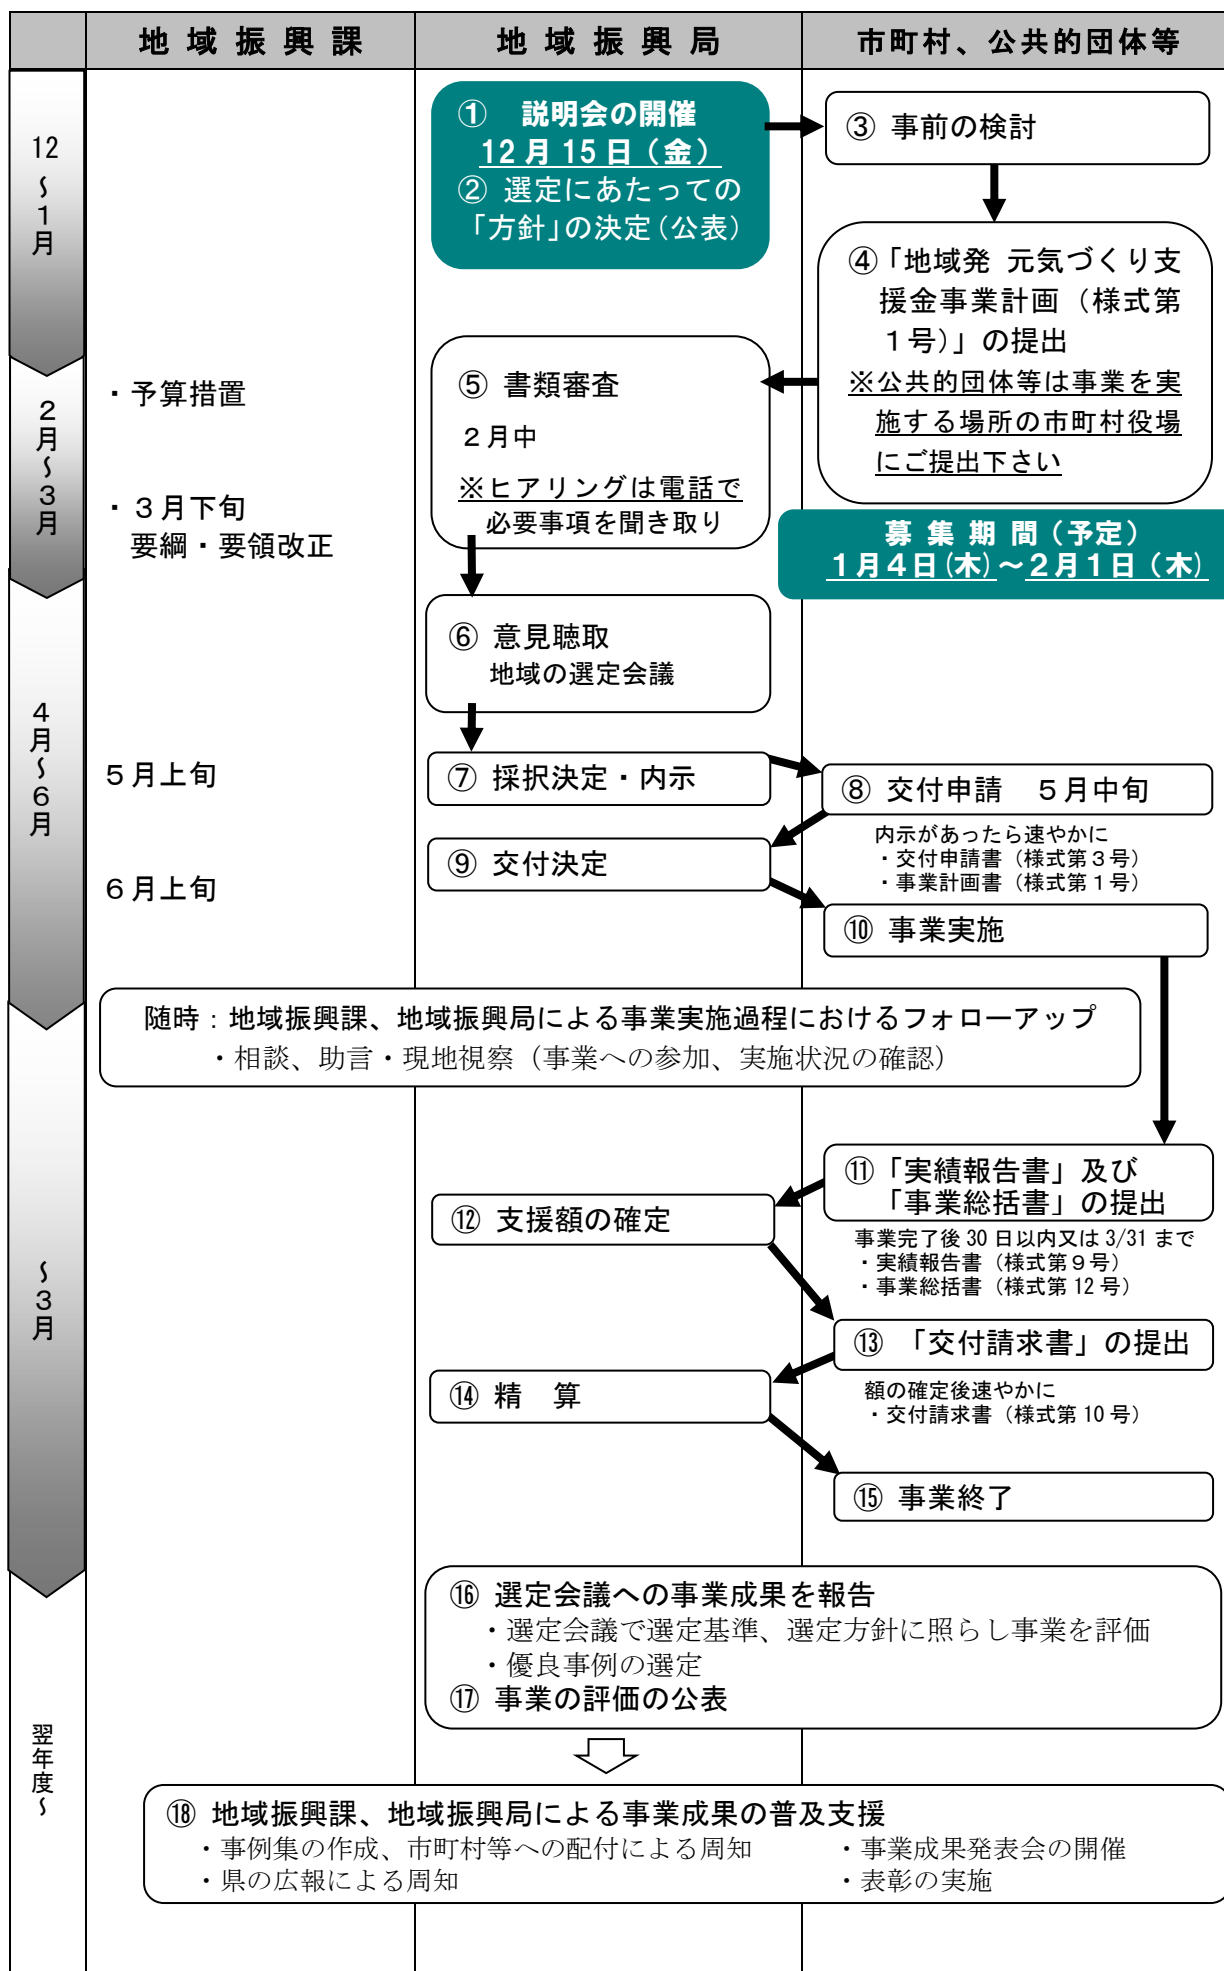 地域振興課
地域振興局
市町村、公共的団体等
12
～
1
月
① 説明会の開催
12月15日（金）
② 選定にあたっての
「方針」の決定（公表）
③ 事前の検討
④「地域発 元気づくり支
援金事業計画（様式第
１号）」の提出
※公共的団体等は事業を実
施する場所の市町村役場
にご提出下さい
募集期間（予定）
１月４日(木)～２月１日（木）
２
月
～
３
月
・予算措置
・３月下旬
要綱・要領改正
⑤ 書類審査
２月中
※ヒアリングは電話で
必要事項を聞き取り
⑥ 意見聴取
地域の選定会議
４
月
～
６
月
５月上旬
⑦ 採択決定・内示
⑧ 交付申請　５月中旬
内示があったら速やかに
・交付申請書（様式第３号）
・事業計画書（様式第１号）
６月上旬
⑨ 交付決定
⑩ 事業実施
随時：地域振興課、地域振興局による事業実施過程におけるフォローアップ
・相談、助言・現地視察（事業への参加、実施状況の確認）
～
３
月
⑪「実績報告書」及び
「事業総括書」の提出
事業完了後 30 日以内又は 3/31 まで
・実績報告書（様式第９号）
・事業総括書（様式第 12 号）
⑫ 支援額の確定
⑬ 「交付請求書」の提出
額の確定後速やかに
・交付請求書（様式第 10 号）
⑭ 精　算
⑮ 事業終了
翌
年
度
～
⑯ 選定会議への事業成果を報告
・選定会議で選定基準、選定方針に照らし事業を評価
・優良事例の選定
⑰ 事業の評価の公表
⑱ 地域振興課、地域振興局による事業成果の普及支援
・事例集の作成、市町村等への配付による周知　・事業成果発表会の開催
・県の広報による周知　・表彰の実施